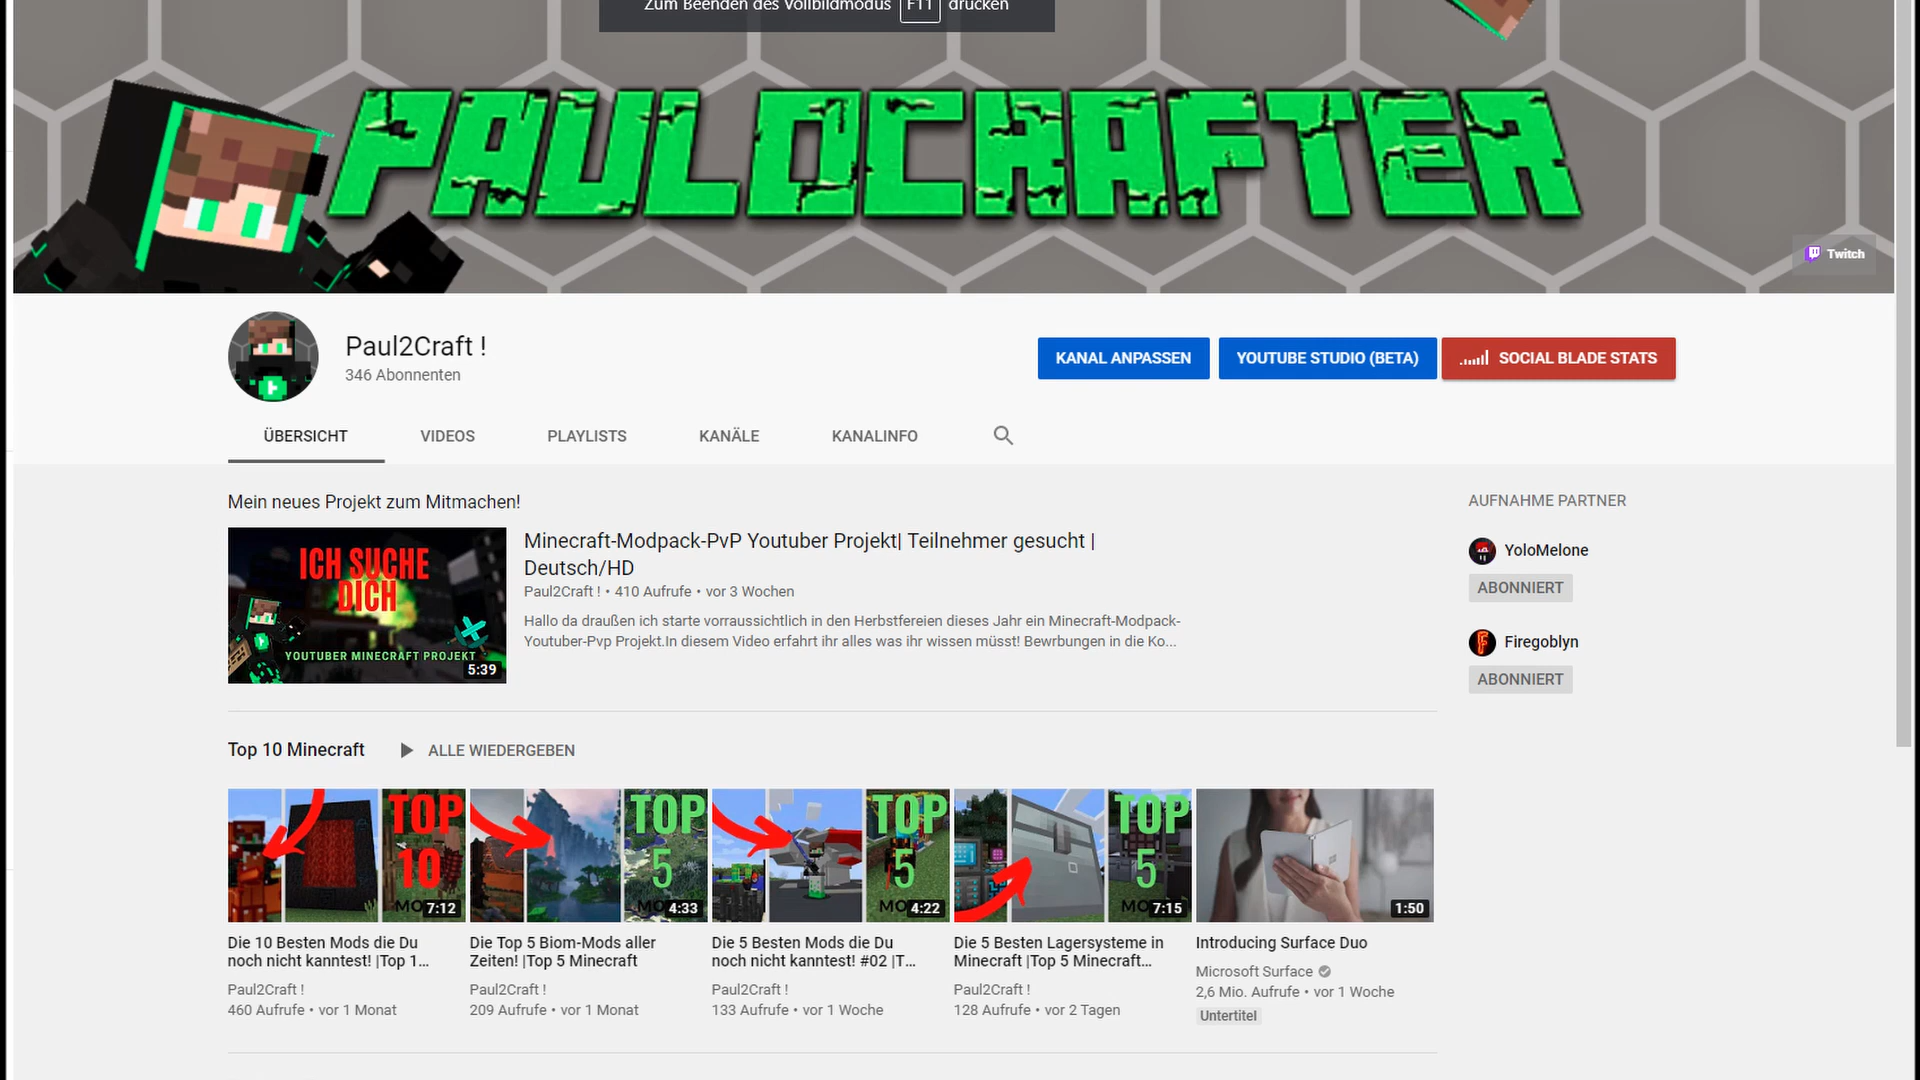 Zum Beenden des Vollbildmodus F11 drücken
PAULOCRAFTER
Twitch
Paul2Craft !
346 Abonnenten
KANAL ANPASSEN
YOUTUBE STUDIO (BETA)
SOCIAL BLADE STATS
ÜBERSICHT
VIDEOS
PLAYLISTS
KANÄLE
KANALINFO
Mein neues Projekt zum Mitmachen!
ICH SUCHE
DICH
YOUTUBER MINECRAFT PROJEKT
5:39
Minecraft-Modpack-PvP Youtuber Projekt| Teilnehmer gesucht |
Deutsch/HD
Paul2Craft ! • 410 Aufrufe • vor 3 Wochen
Hallo da draußen ich starte vorraussichtlich in den Herbstfereien dieses Jahr ein Minecraft-Modpack-
Youtuber-Pvp Projekt.In diesem Video erfahrt ihr alles was ihr wissen müsst! Bewrbungen in die Ko...
AUFNAHME PARTNER
YoloMelone
ABONNIERT
Firegoblyn
ABONNIERT
Top 10 Minecraft
ALLE WIEDERGEBEN
TOP
10
7:12
Die 10 Besten Mods die Du
noch nicht kanntest! |Top 1...
Paul2Craft !
460 Aufrufe • vor 1 Monat
TOP
5
4:33
Die Top 5 Biom-Mods aller
Zeiten! |Top 5 Minecraft
Paul2Craft !
209 Aufrufe • vor 1 Monat
TOP
5
4:22
Die 5 Besten Mods die Du
noch nicht kanntest! #02 |T...
Paul2Craft !
133 Aufrufe • vor 1 Woche
TOP
5
7:15
Die 5 Besten Lagersysteme in
Minecraft |Top 5 Minecraft...
Paul2Craft !
128 Aufrufe • vor 2 Tagen
1:50
Introducing Surface Duo
Microsoft Surface
2,6 Mio. Aufrufe • vor 1 Woche
Untertitel